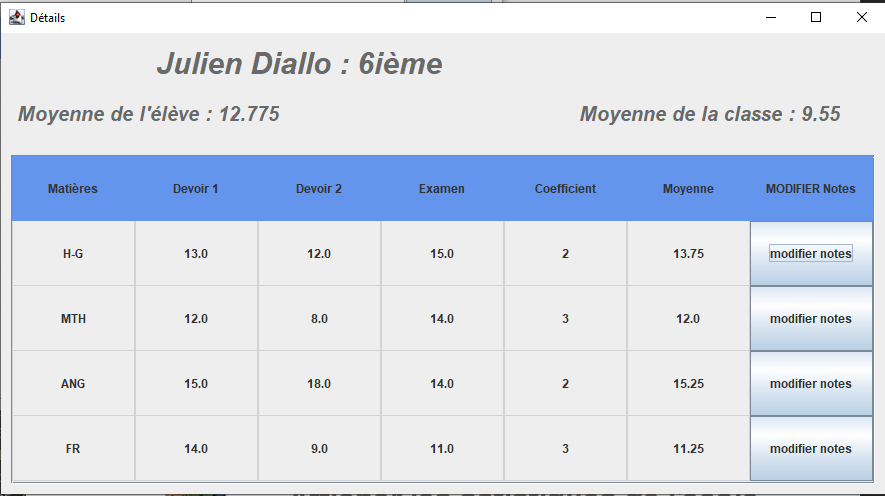 Détails
Julien Diallo : 6ième
Moyenne de l'élève : 12.775 Moyenne de la classe : 9.55
Matières Devoir 1 Devoir 2 Examen Coefficient Moyenne MODIFIER Notes
H-G 13.0 12.0 15.0 2 13.75 modifier notes
MTH 12.0 8.0 14.0 3 12.0 modifier notes
ANG 15.0 18.0 14.0 2 15.25 modifier notes
FR 14.0 9.0 11.0 3 11.25 modifier notes